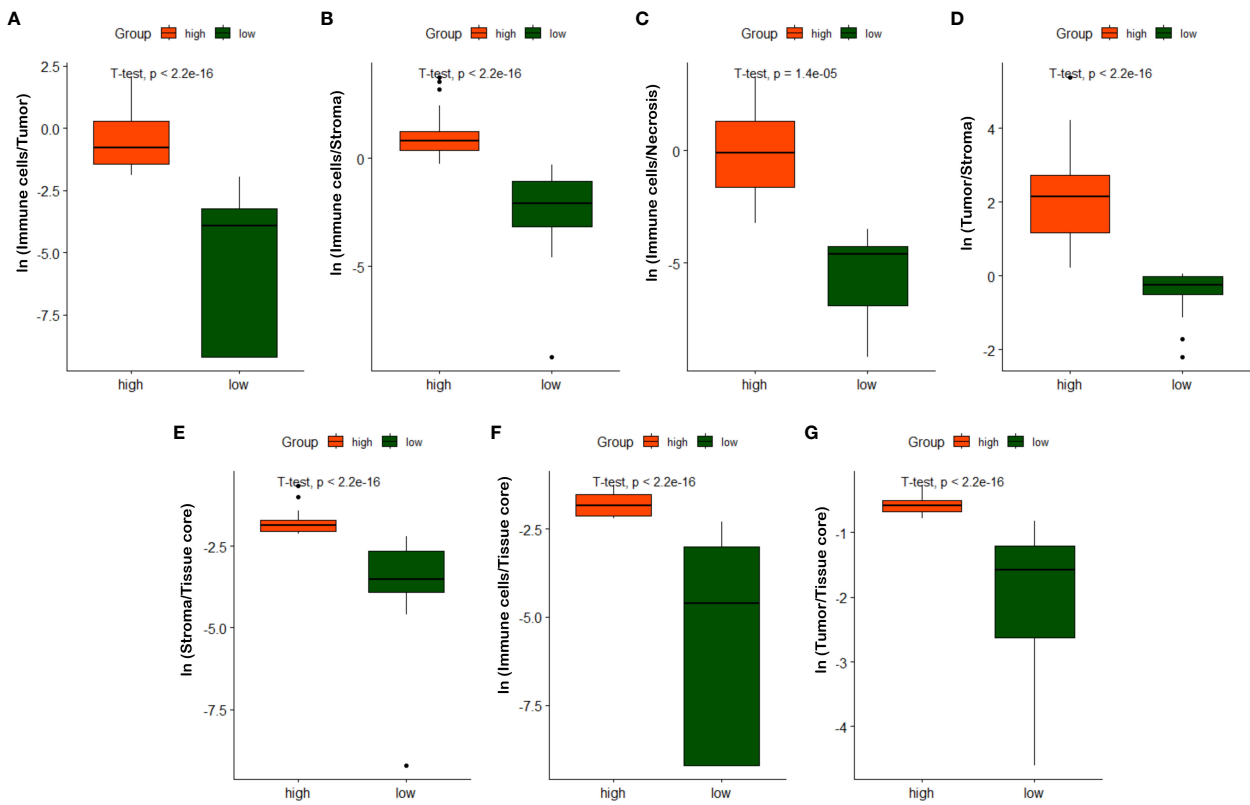 A
Group high low
T-test, p < 2.2e-16
ln (Immune cells/Tumor)
2.5
0.0
-2.5
-5.0
-7.5
high low
B
Group high low
T-test, p < 2.2e-16
ln (Immune cells/Stroma)
0
-5
high low
C
Group high low
T-test, p = 1.4e-05
ln (Immune cells/Necrosis)
0
-5
high low
D
Group high low
T-test, p < 2.2e-16
ln (Tumor/Stroma)
4
2
0
-2
high low
E
Group high low
T-test, p < 2.2e-16
ln (Stroma/Tissue core)
-2.5
-5.0
-7.5
high low
F
Group high low
T-test, p < 2.2e-16
ln (Immune cells/Tissue core)
-2.5
-5.0
-7.5
high low
G
Group high low
T-test, p < 2.2e-16
ln (Tumor/Tissue core)
-1
-2
-3
-4
high low